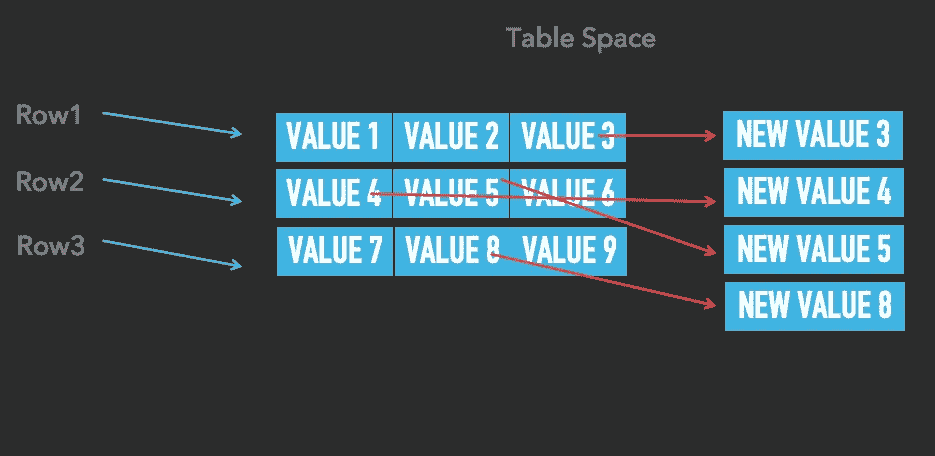 Table Space
Row1 VALUE 1 VALUE 2 VALUE 3 NEW VALUE 3
Row2 VALUE 4 VALUE 5 VALUE 6 NEW VALUE 4
Row3 VALUE 7 VALUE 8 VALUE 9 NEW VALUE 5
NEW VALUE 8